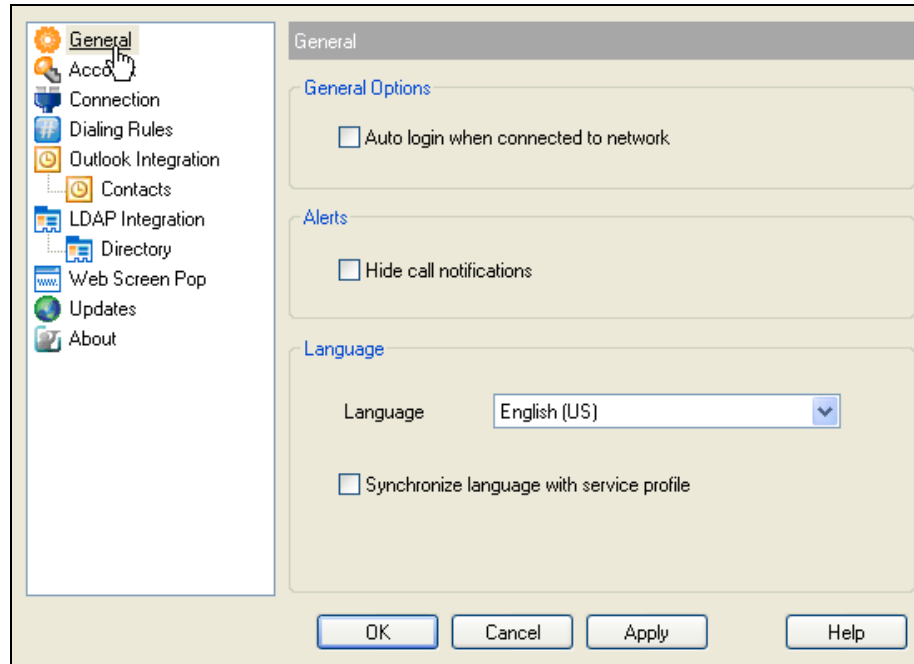 General
Connection
Dialing Rules
Outlook Integration
Contacts
LDAP Integration
Directory
www.
Web Screen Pop
Updates
About
General
General Options
Auto login when connected to network
Alerts
Hide call notifications
Language
Language
English (US)
Synchronize language with service profile
OK
Cancel
Apply
Help